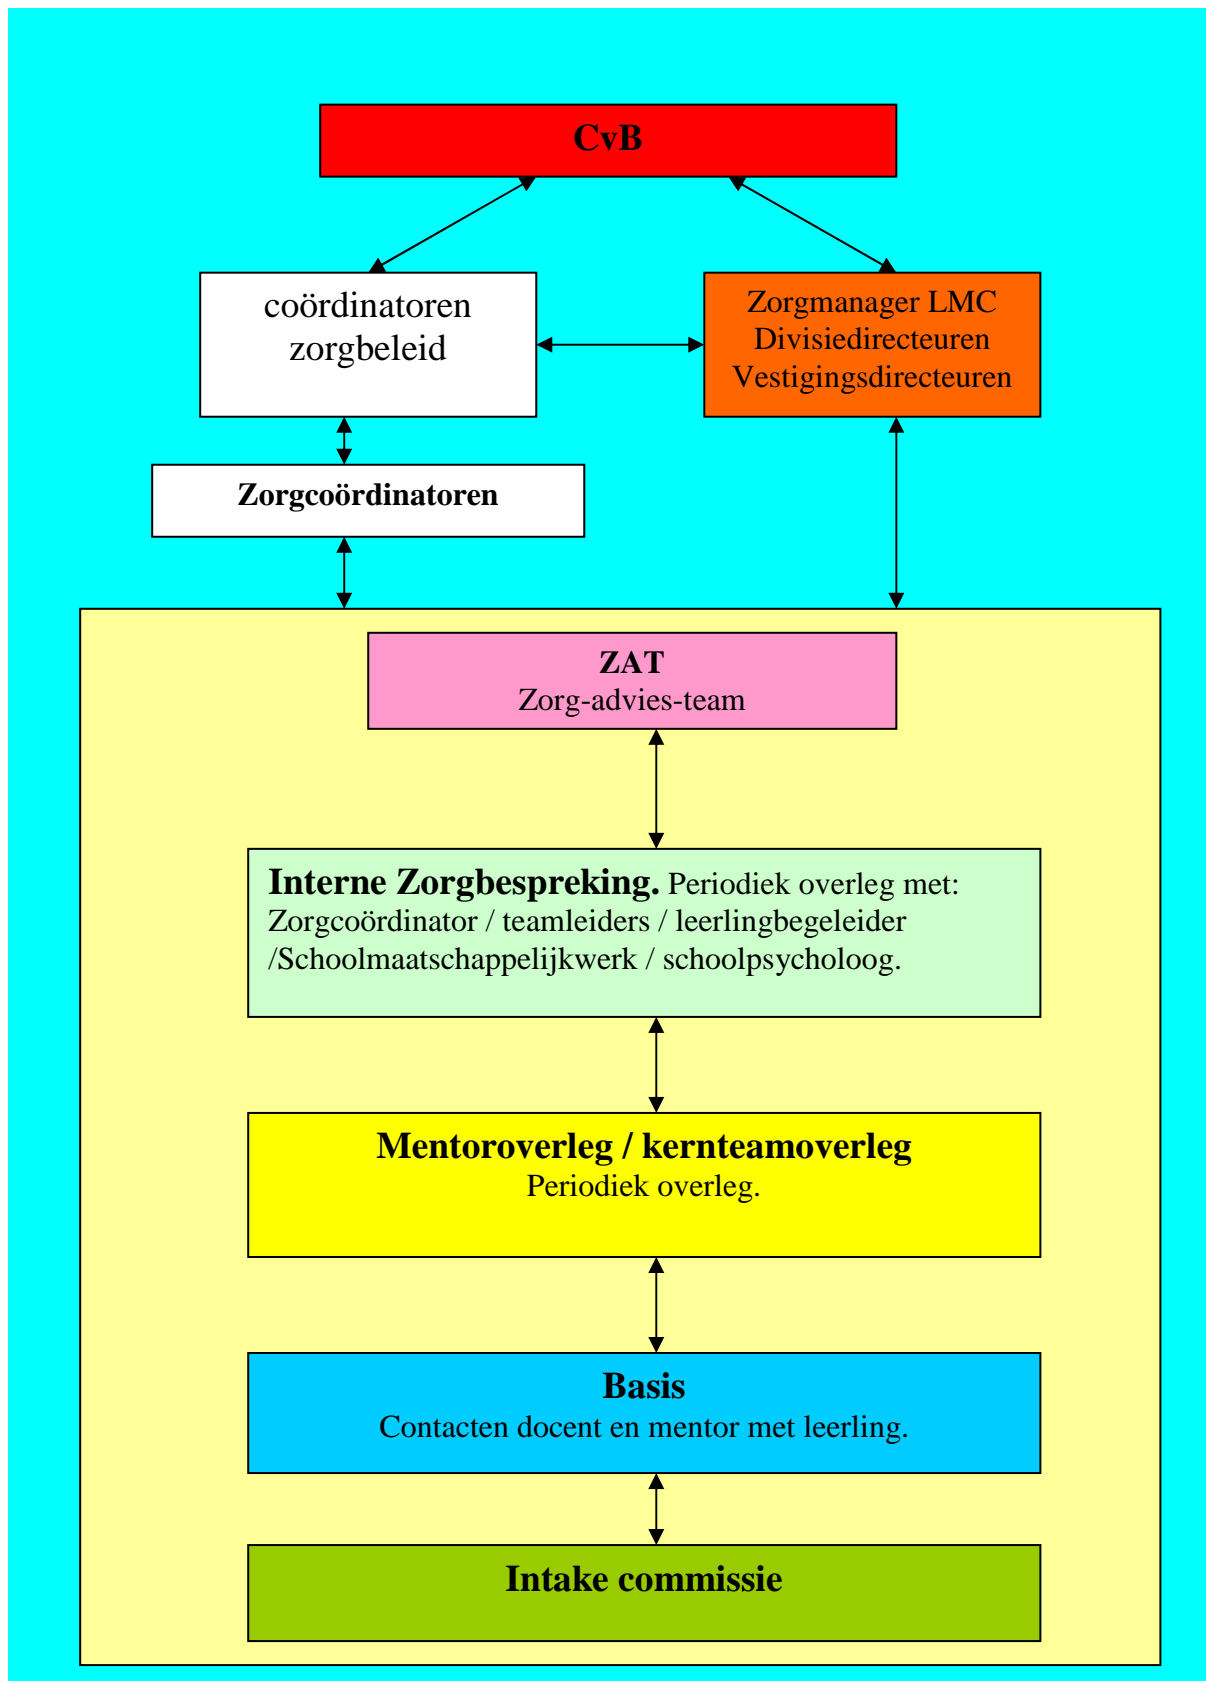 CvB
coördinatoren
zorgbeleid
Zorgmanager LMC
Divisiedirecteuren
Vestigingsdirecteuren
Zorgcoördinatoren
ZAT
Zorg-advies-team
Interne Zorgbespreking. Periodiek overleg met:
Zorgcoördinator / teamleiders / leerlingbegeleider
/Schoolmaatschappelijkwerk / schoolpsycholoog.
Mentoroverleg / kernteamoverleg
Periodiek overleg.
Basis
Contacten docent en mentor met leerling.
Intake commissie